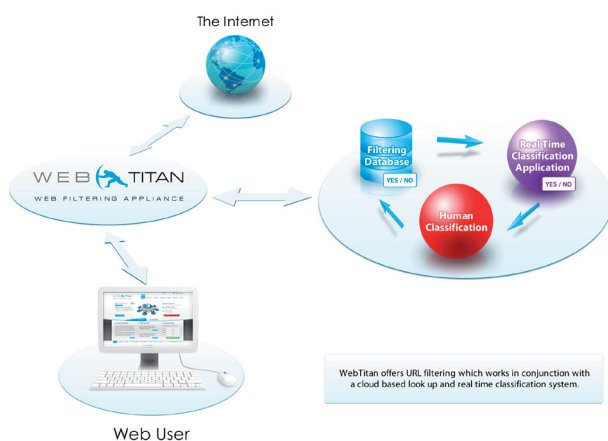 The Internet
WEB TITAN
WEB FILTERING APPLIANCE
Filtering
Database
YES / NO
Real Time
Classification
Application
YES / NO
Human
Classification
WebTitan offers URL filtering which works in conjunction with
a cloud based look up and real time classification system.
Web User